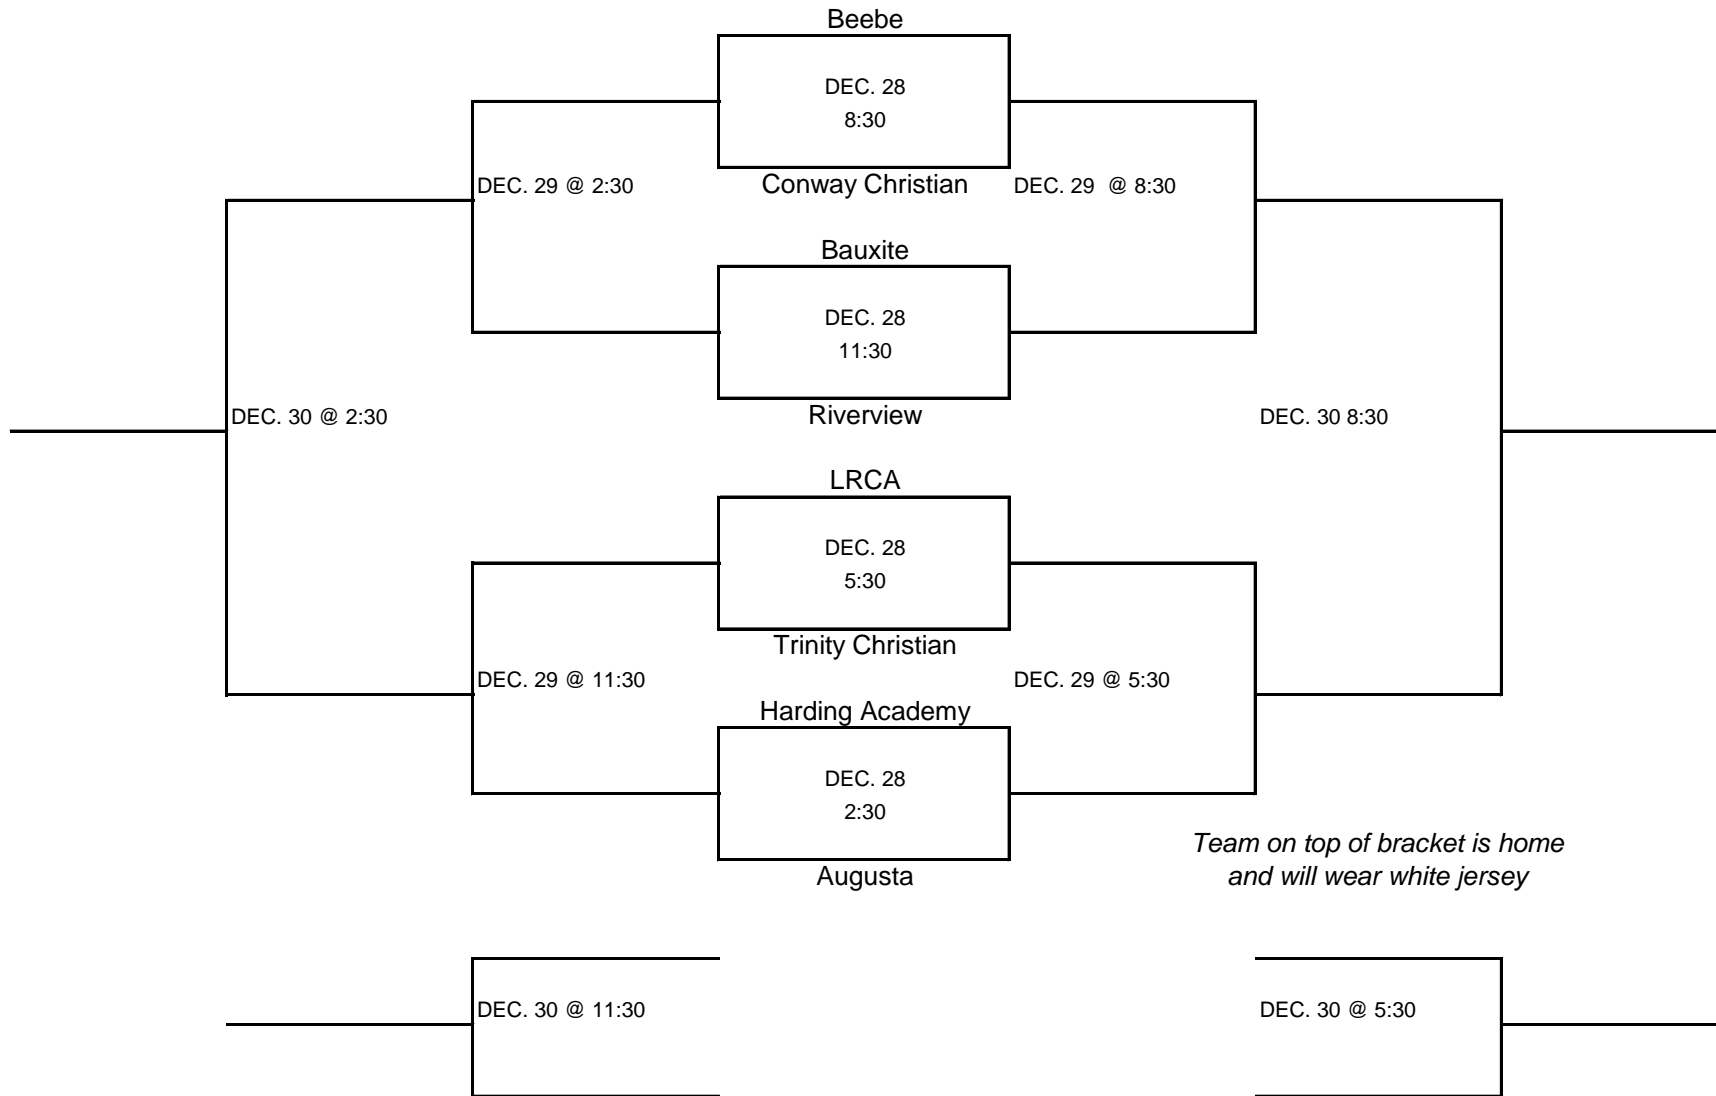 Beebe
DEC. 28
8:30
DEC. 29 @ 2:30
Conway Christian
DEC. 29  @ 8:30
Bauxite
DEC. 28
11:30
DEC. 30 @ 2:30
Riverview
DEC. 30 8:30
LRCA
DEC. 28
5:30
Trinity Christian
DEC. 29 @ 11:30
DEC. 29 @ 5:30
Harding Academy
DEC. 28
2:30
Augusta
Team on top of bracket is home
and will wear white jersey
DEC. 30 @ 11:30
DEC. 30 @ 5:30